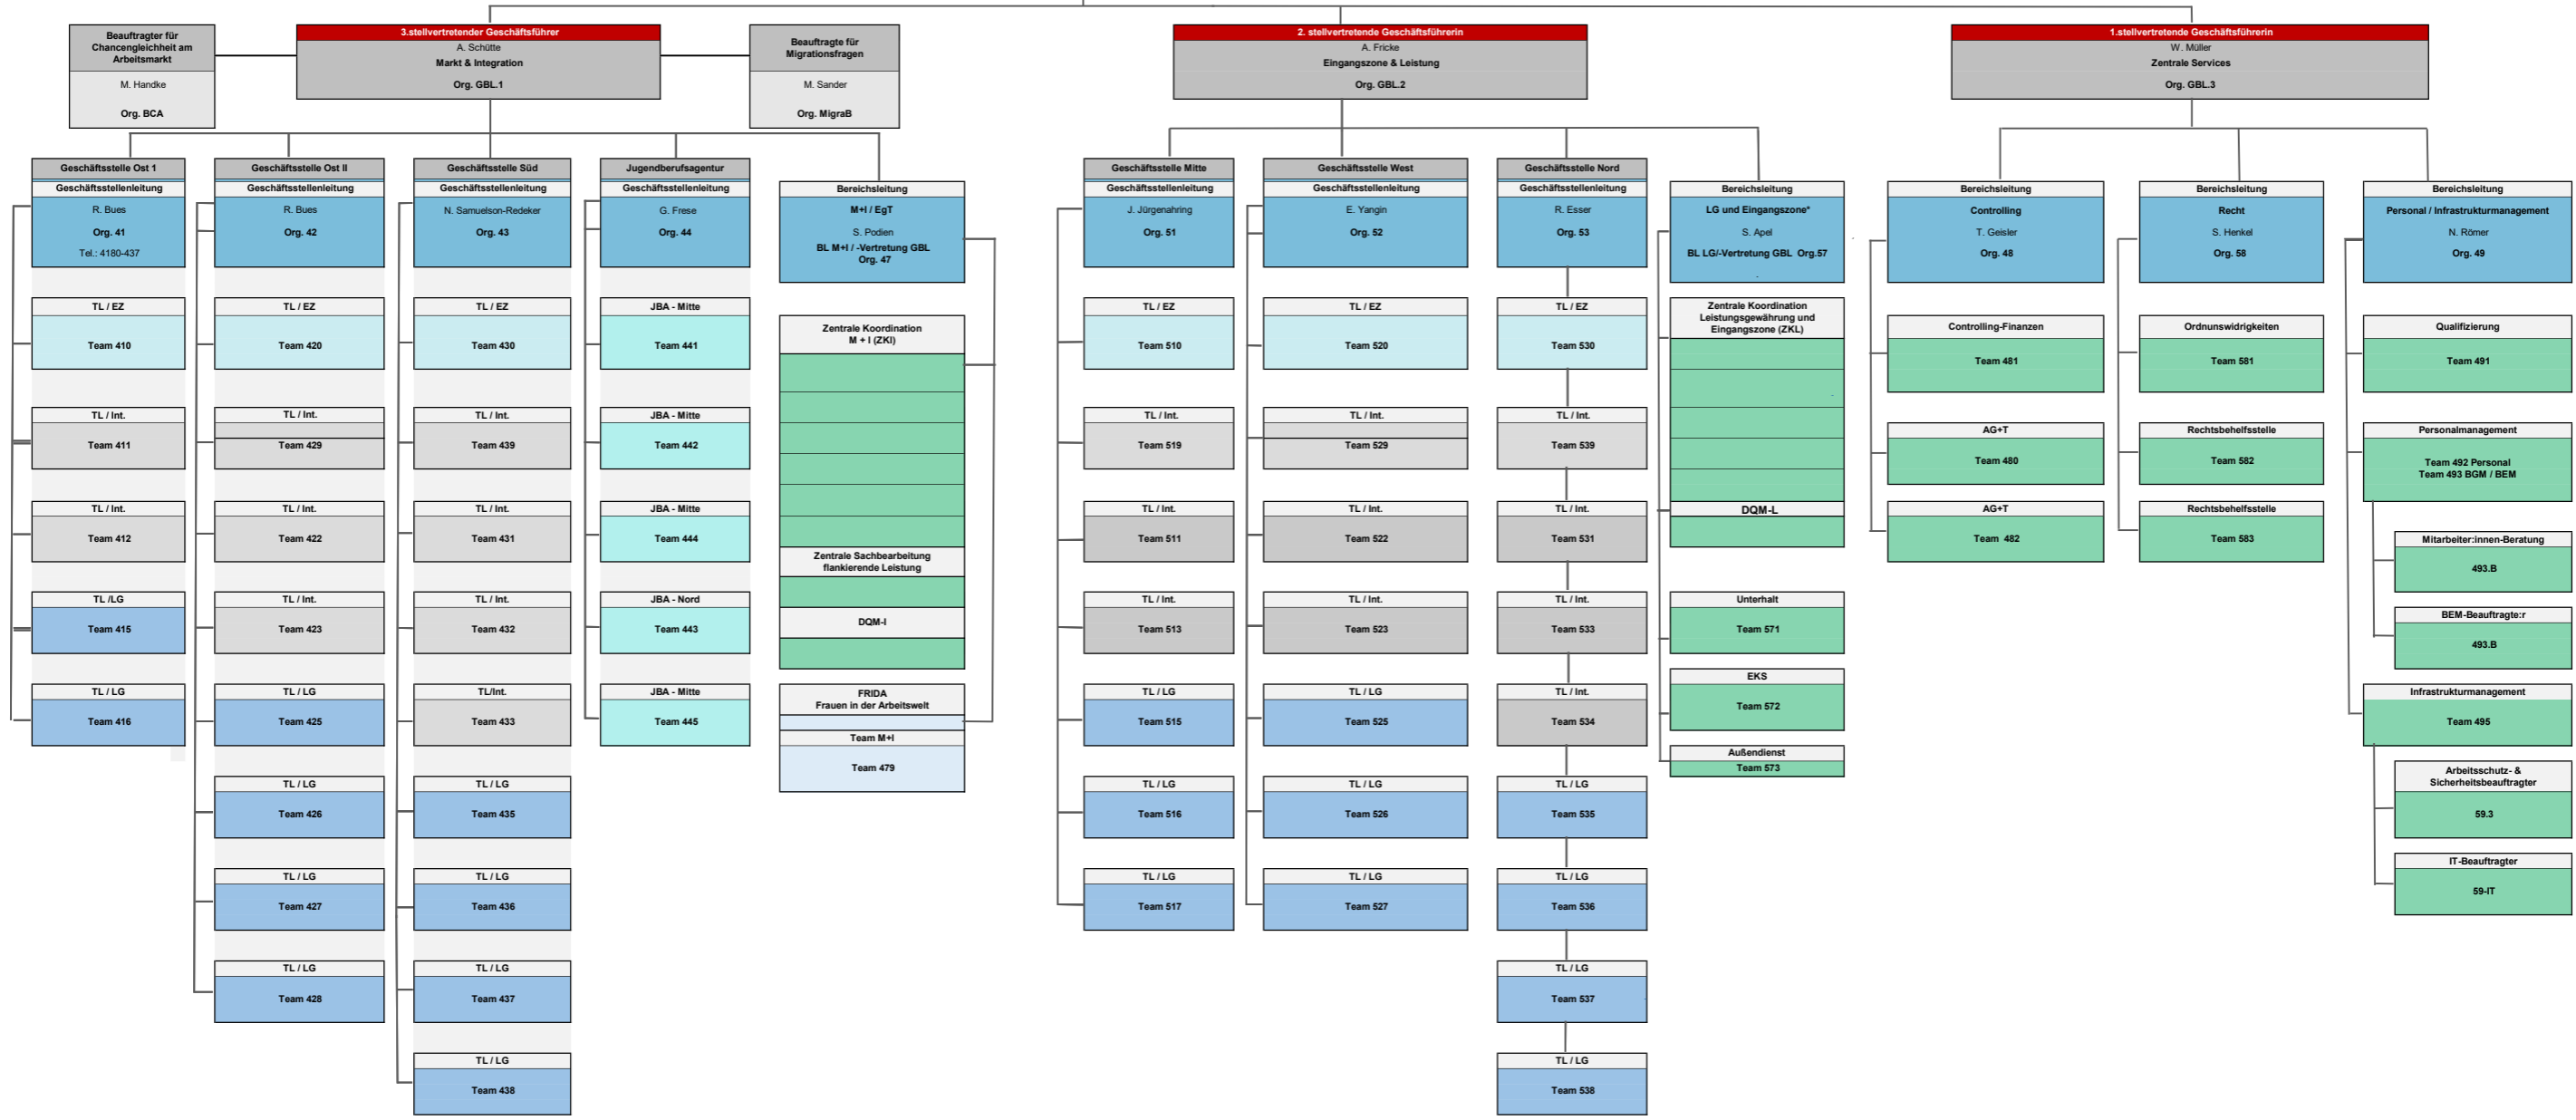 Beauftragter für
Chancengleichheit am
Arbeitsmarkt
M. Handke
Org. BCA
3.stellvertretender Geschäftsführer
A. Schütte
Markt & Integration
Org. GBL.1
Beauftragte für
Migrationsfragen
M. Sander
Org. MigraB
2. stellvertretende Geschäftsführerin
A. Fricke
Eingangszone & Leistung
Org. GBL.2
1.stellvertretende Geschäftsführerin
W. Müller
Zentrale Services
Org. GBL.3
Geschäftsstelle Ost 1
Geschäftsstellenleitung
R. Bues
Org. 41
Tel.: 4180-437
TL / EZ
Team 410
TL / Int.
Team 411
TL / Int.
Team 412
TL /LG
Team 415
TL / LG
Team 416
Geschäftsstelle Ost II
Geschäftsstellenleitung
R. Bues
Org. 42
TL / EZ
Team 420
TL / Int.
Team 429
TL / Int.
Team 422
TL / Int.
Team 423
TL / LG
Team 425
TL / LG
Team 426
TL / LG
Team 427
TL / LG
Team 428
Geschäftsstelle Süd
Geschäftsstellenleitung
N. Samuelson-Redeker
Org. 43
TL / EZ
Team 430
TL / Int.
Team 439
TL / Int.
Team 431
TL / Int.
Team 432
TL/Int.
Team 433
TL / LG
Team 435
TL / LG
Team 436
TL / LG
Team 437
TL / LG
Team 438
Jugendberufsagentur
Geschäftsstellenleitung
G. Frese
Org. 44
JBA - Mitte
Team 441
JBA - Mitte
Team 442
JBA - Mitte
Team 444
JBA - Nord
Team 443
JBA - Mitte
Team 445
Bereichsleitung
M+I / EgT
S. Podien
BL M+I / -Vertretung GBL
Org. 47
Zentrale Koordination
M + I (ZKI)
Zentrale Sachbearbeitung
flankierende Leistung
DQM-I
FRIDA
Frauen in der Arbeitswelt
Team M+I
Team 479
Geschäftsstelle Mitte
Geschäftsstellenleitung
J. Jürgenahring
Org. 51
TL / EZ
Team 510
TL / Int.
Team 519
TL / Int.
Team 511
TL / Int.
Team 513
TL / LG
Team 515
TL / LG
Team 516
TL / LG
Team 517
Geschäftsstelle West
Geschäftsstellenleitung
E. Yangin
Org. 52
TL / EZ
Team 520
TL / Int.
Team 529
TL / Int.
Team 522
TL / Int.
Team 523
TL / LG
Team 525
TL / LG
Team 526
TL / LG
Team 527
Geschäftsstelle Nord
Geschäftsstellenleitung
R. Esser
Org. 53
TL / EZ
Team 530
TL / Int.
Team 539
TL / Int.
Team 531
TL / Int.
Team 533
TL / Int.
Team 534
TL / LG
Team 535
TL / LG
Team 536
TL / LG
Team 537
TL / LG
Team 538
Bereichsleitung
LG und Eingangszone*
S. Apel
BL LG/-Vertretung GBL Org.57
Zentrale Koordination
Leistungsgewährung und
Eingangszone (ZKL)
DQM-L
Unterhalt
Team 571
EKS
Team 572
Außendienst
Team 573
Bereichsleitung
Controlling
T. Geisler
Org. 48
Controlling-Finanzen
Team 481
AG+T
Team 480
AG+T
Team 482
Bereichsleitung
Recht
S. Henkel
Org. 58
Ordnunswidrigkeiten
Team 581
Rechtsbehelfsstelle
Team 582
Rechtsbehelfsstelle
Team 583
Bereichsleitung
Personal / Infrastrukturmanagement
N. Römer
Org. 49
Qualifizierung
Team 491
Personalmanagement
Team 492 Personal
Team 493 BGM / BEM
Mitarbeiter:innen-Beratung
493.B
BEM-Beauftragte:r
493.B
Infrastrukturmanagement
Team 495
Arbeitsschutz- &
Sicherheitsbeauftragter
59.3
IT-Beauftragter
59-IT